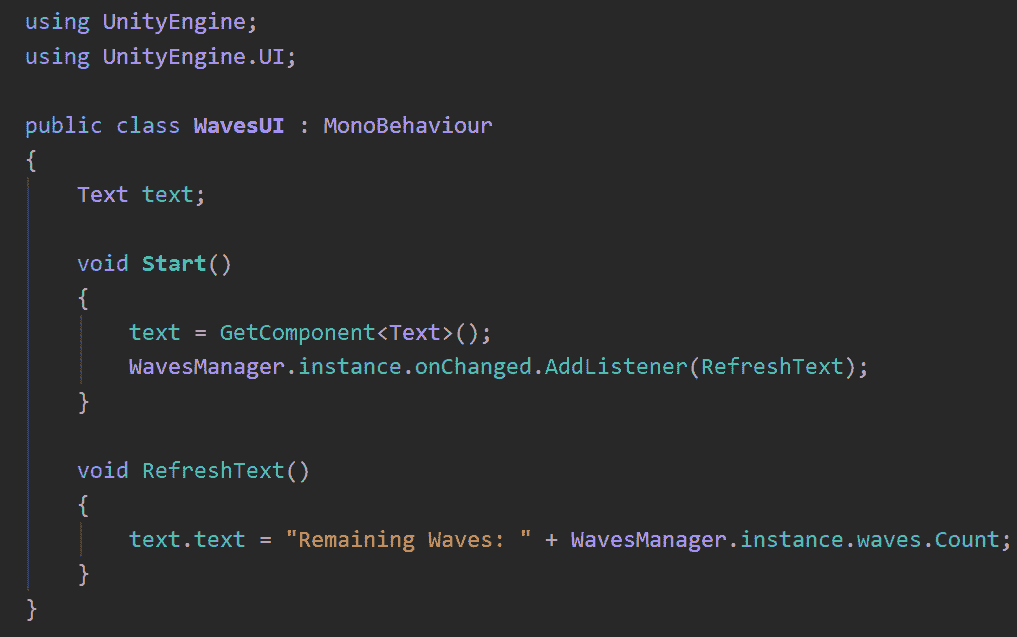 using UnityEngine;
using UnityEngine.UI;
public class WavesUI : MonoBehaviour
{
Text text;
void Start()
{
text = GetComponent<Text>();
WavesManager.instance.onChanged.AddListener(RefreshText);
}
void RefreshText()
{
text.text = "Remaining Waves: " + WavesManager.instance.waves.Count;
}
}